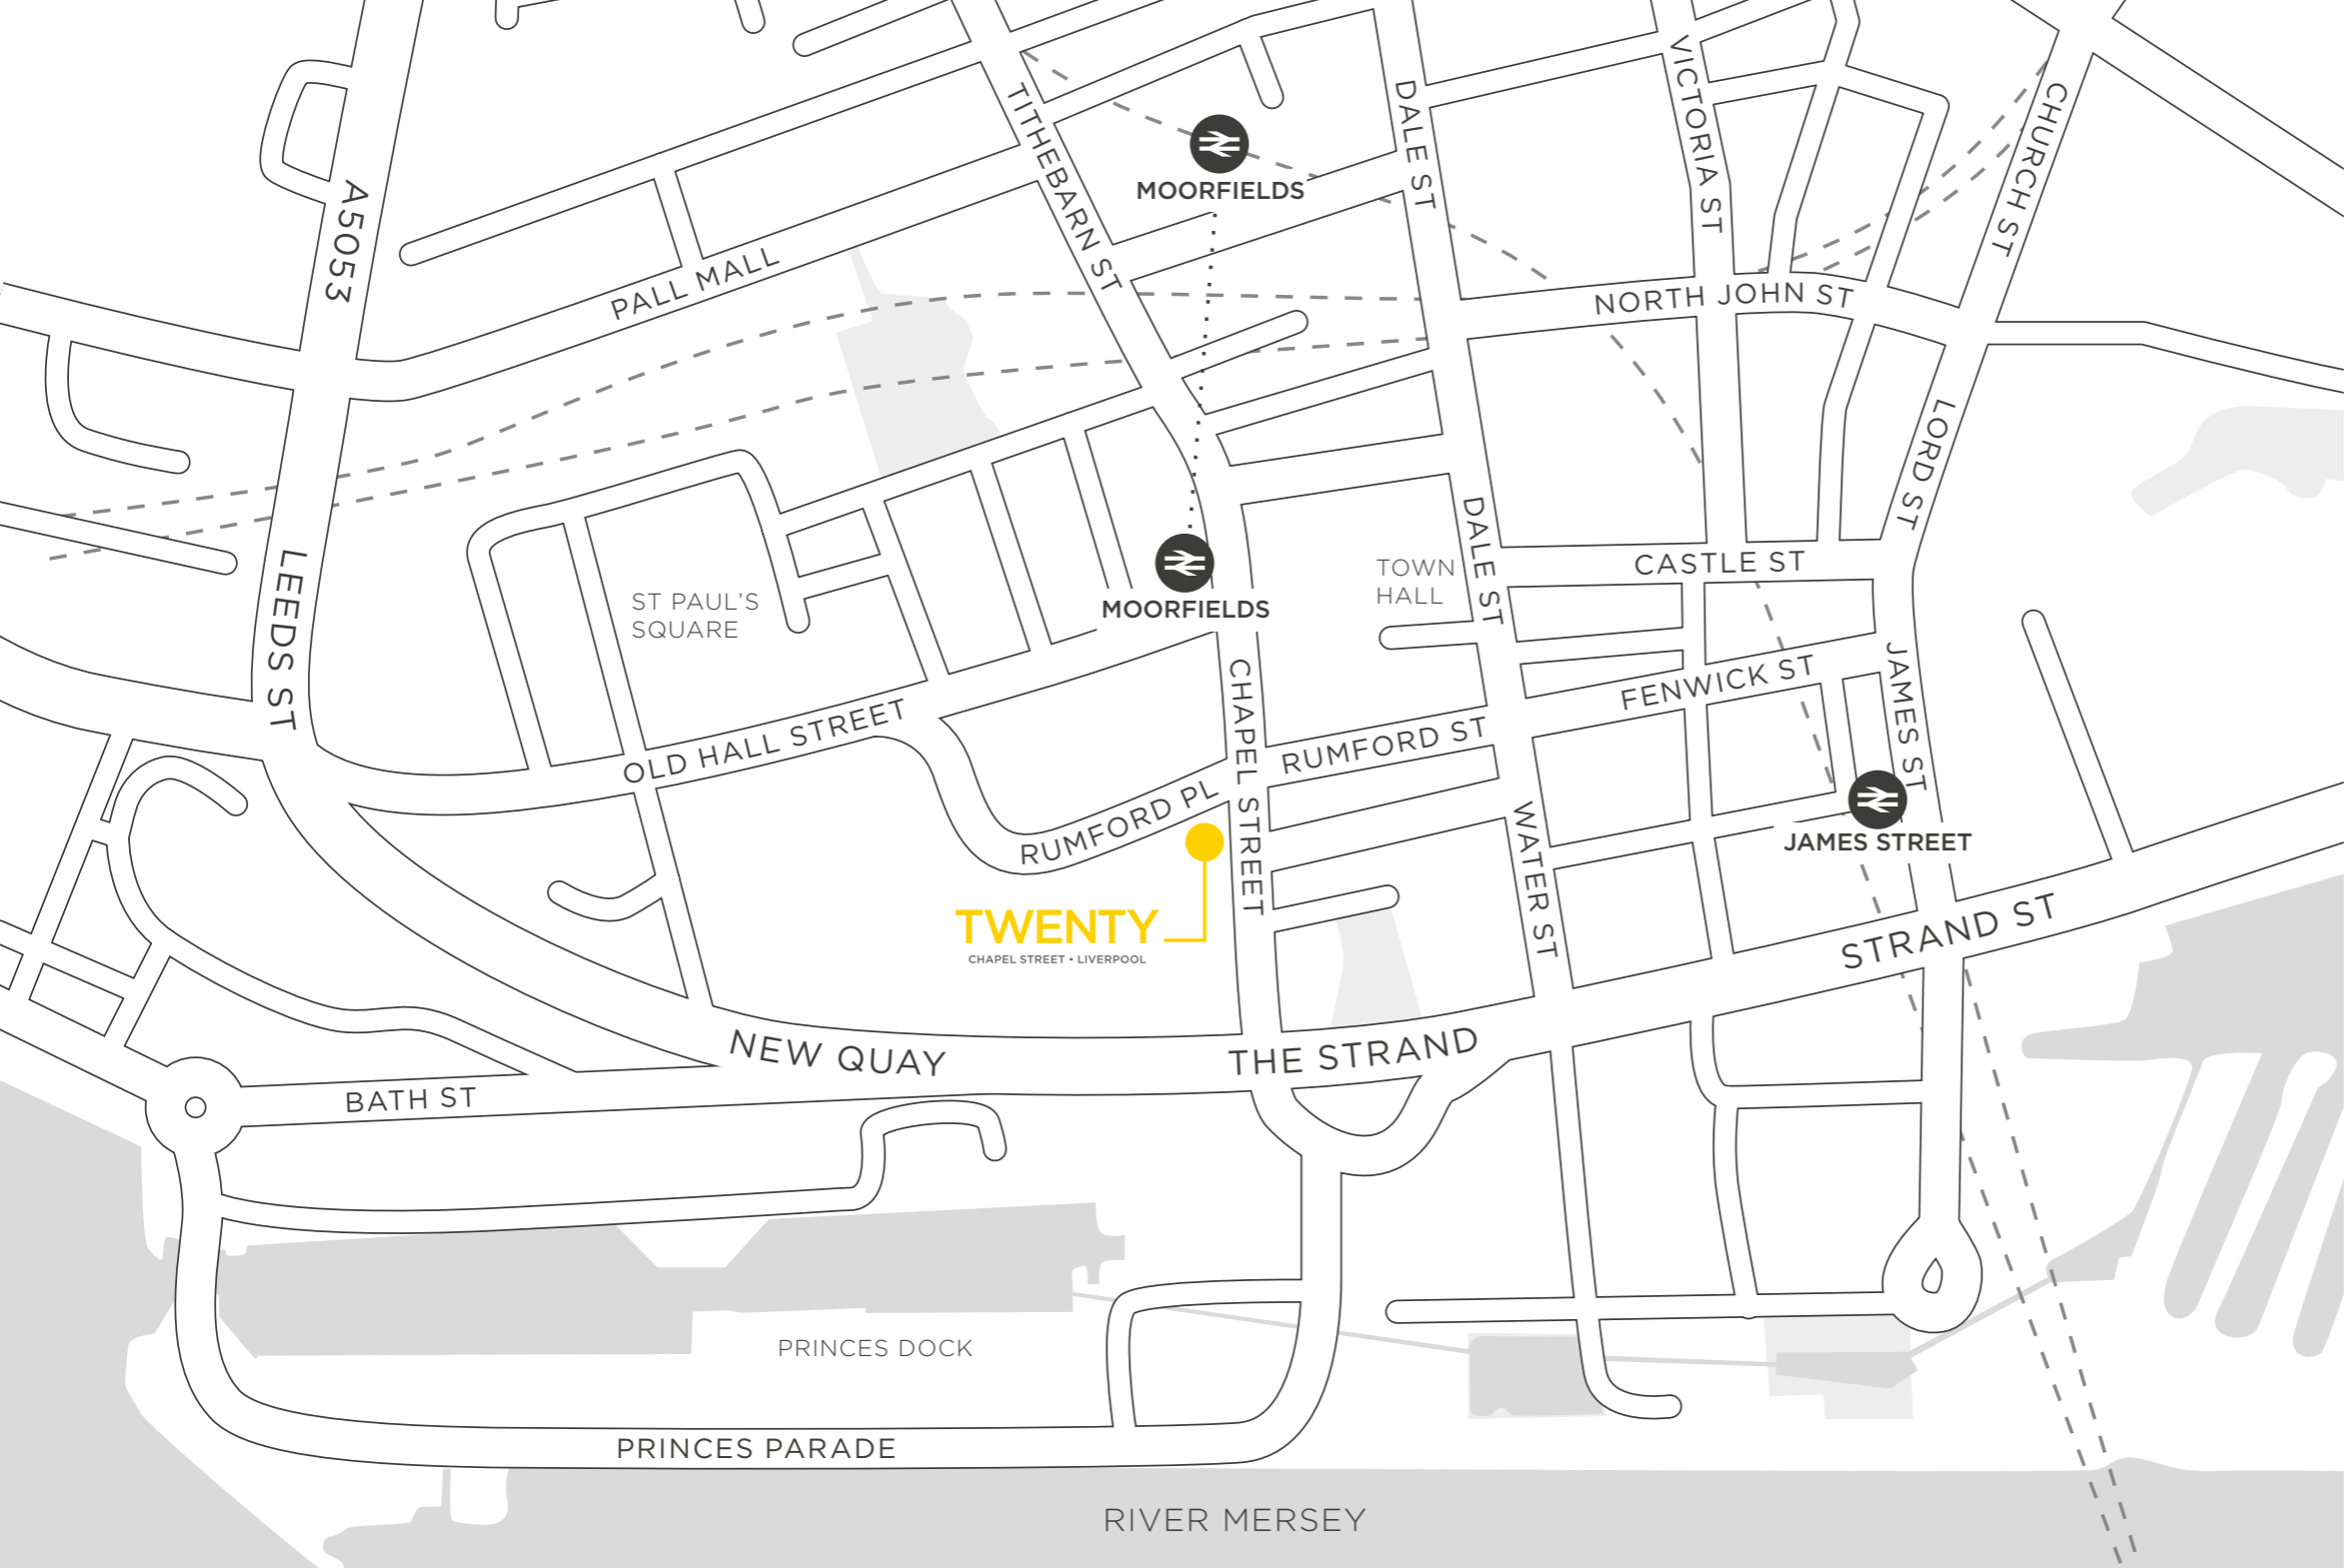 VICTORIA ST
TITHEBARN ST
DALE ST
CHURCH ST
MOORFIELDS
A5053
PALL MALL
NORTH JOHN ST
LORD ST
DALE ST
LEEDS ST
CASTLE ST
TOWN
HALL
MOORFIELDS
ST PAUL'S
SQUARE
JAMES ST
FENWICK ST
CHAPEL STREET
OLD HALL STREET
RUMFORD ST
RUMFORD PL
WATER ST
JAMES STREET
TWENTY
CHAPEL STREET • LIVERPOOL
STRAND ST
NEW QUAY
THE STRAND
BATH ST
PRINCES DOCK
PRINCES PARADE
RIVER MERSEY